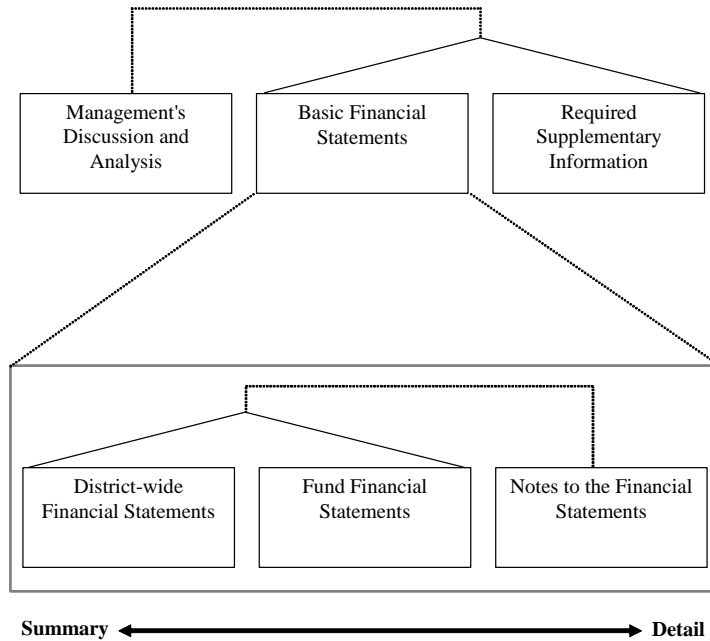 Management's
Discussion and
Analysis
Basic Financial
Statements
Required
Supplementary
Information
District-wide
Financial Statements
Fund Financial
Statements
Notes to the Financial
Statements
Summary
Detail